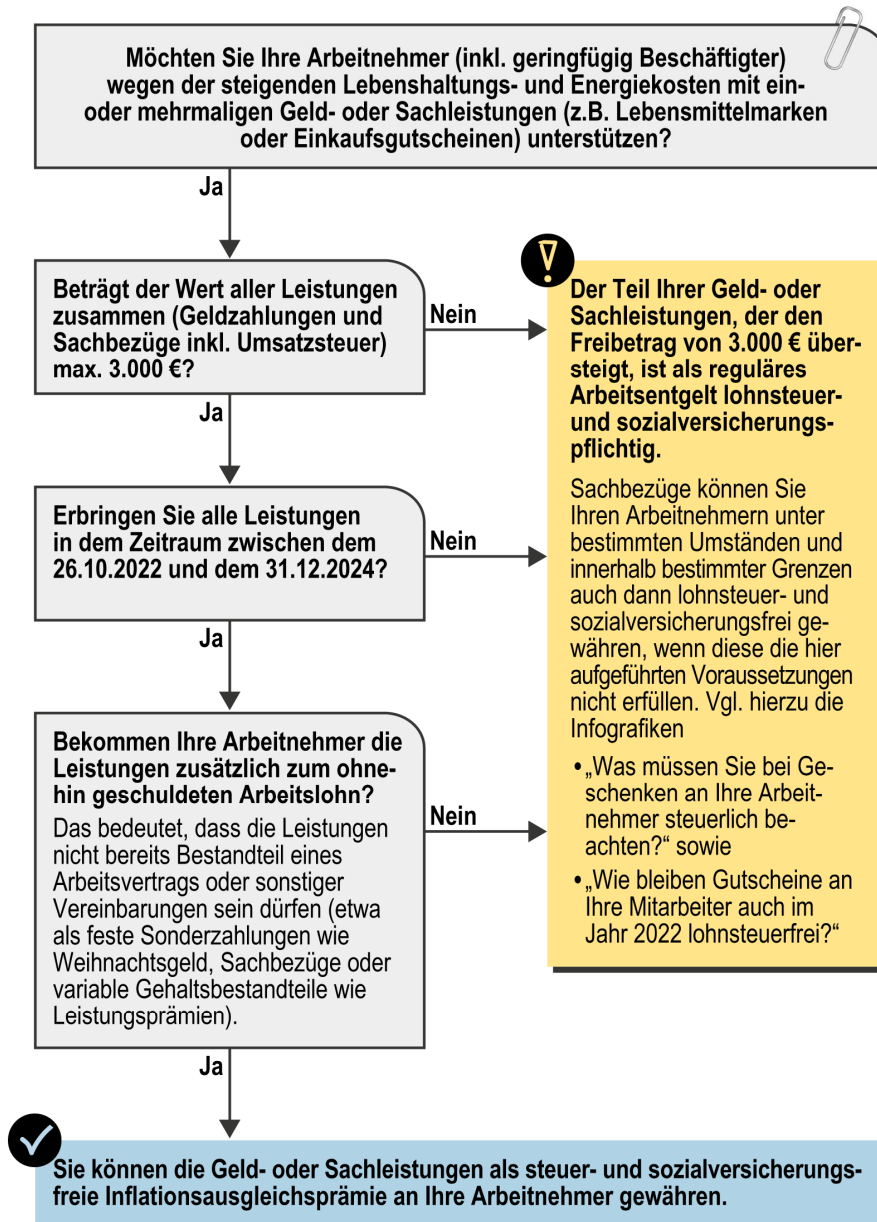 Möchten Sie Ihre Arbeitnehmer (inkl. geringfügig Beschäftigter)
wegen der steigenden Lebenshaltungs- und Energiekosten mit ein-
oder mehrmaligen Geld- oder Sachleistungen (z.B. Lebensmittelmarken
oder Einkaufsgutscheinen) unterstützen?
Ja
Beträgt der Wert aller Leistungen
zusammen (Geldzahlungen und
Sachbezüge inkl. Umsatzsteuer)
max. 3.000 €?
Nein
Ja
Erbringen Sie alle Leistungen
in dem Zeitraum zwischen dem
26.10.2022 und dem 31.12.2024?
Nein
Ja
Bekommen Ihre Arbeitnehmer die
Leistungen zusätzlich zum ohne-
hin geschuldeten Arbeitslohn?
Das bedeutet, dass die Leistungen
nicht bereits Bestandteil eines
Arbeitsvertrags oder sonstiger
Vereinbarungen sein dürfen (etwa
als feste Sonderzahlungen wie
Weihnachtsgeld, Sachbezüge oder
variable Gehaltsbestandteile wie
Leistungsprämien).
Nein
Ja
!
Der Teil Ihrer Geld- oder
Sachleistungen, der den
Freibetrag von 3.000 € über-
steigt, ist als reguläres
Arbeitsentgelt lohnsteuer-
und sozialversicherungs-
pflichtig.
Sachbezüge können Sie
Ihren Arbeitnehmern unter
bestimmten Umständen und
innerhalb bestimmter Grenzen
auch dann lohnsteuer- und
sozialversicherungsfrei ge-
währen, wenn diese die hier
aufgeführten Voraussetzungen
nicht erfüllen. Vgl. hierzu die
Infografiken
• „Was müssen Sie bei Ge-
schenken an Ihre Arbeit-
nehmer steuerlich be-
achten?“ sowie
• „Wie bleiben Gutscheine an
Ihre Mitarbeiter auch im
Jahr 2022 lohnsteuerfrei?“
Sie können die Geld- oder Sachleistungen als steuer- und sozialversicherungs-
freie Inflationsausgleichsprämie an Ihre Arbeitnehmer gewähren.